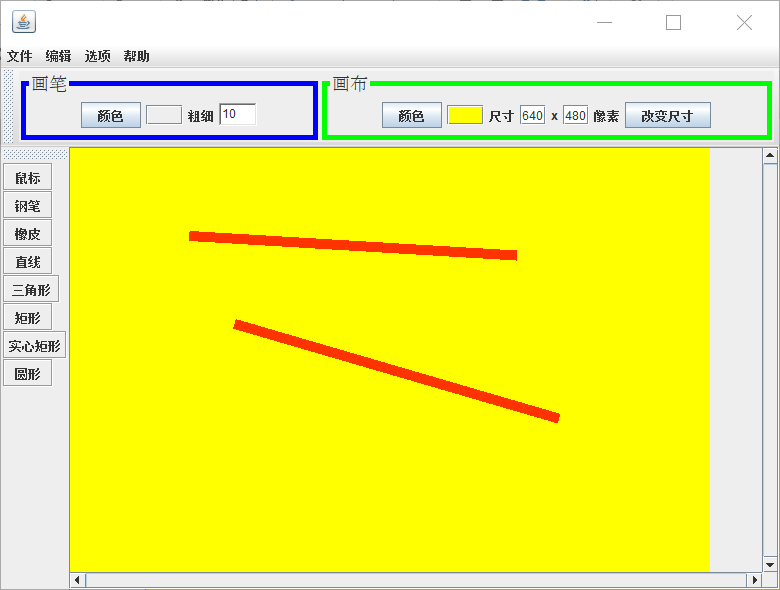 文件 编辑 选项 帮助
画笔 画布
颜色 粗细 10 颜色 尺寸 640 x 480 像素 改变尺寸
鼠标
钢笔
橡皮
直线
三角形
矩形
实心矩形
圆形